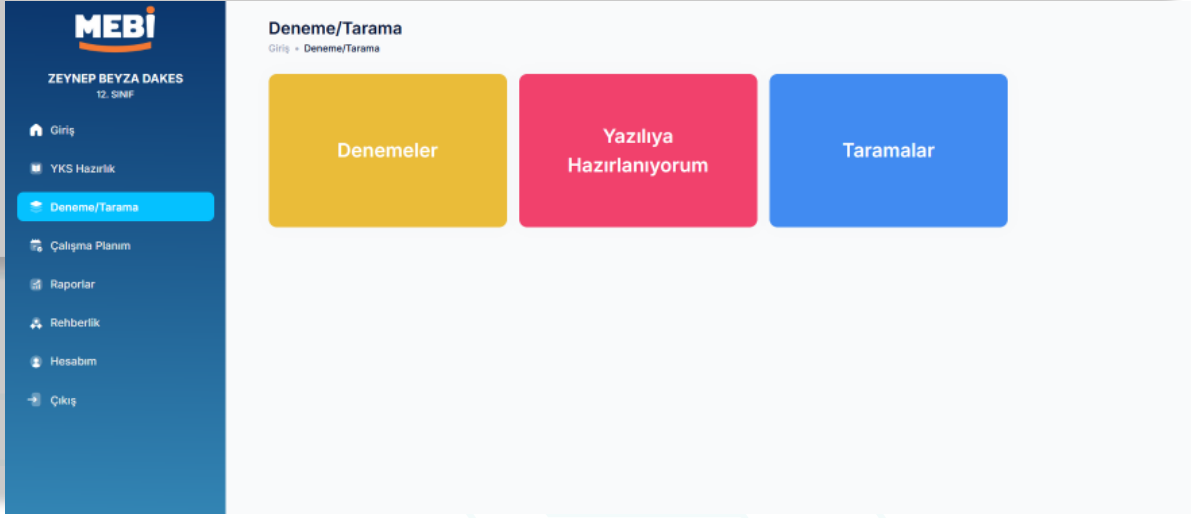 MEBİ
ZEYNEP BEYZA DAKES
12. SINIF
Giriş
YKS Hazırlık
Deneme/Tarama
Çalışma Planım
Raporlar
Rehberlik
Hesabım
Çıkış
Deneme/Tarama
Giriş • Deneme/Tarama
Denemeler
Yazılıya
Hazırlanıyorum
Taramalar